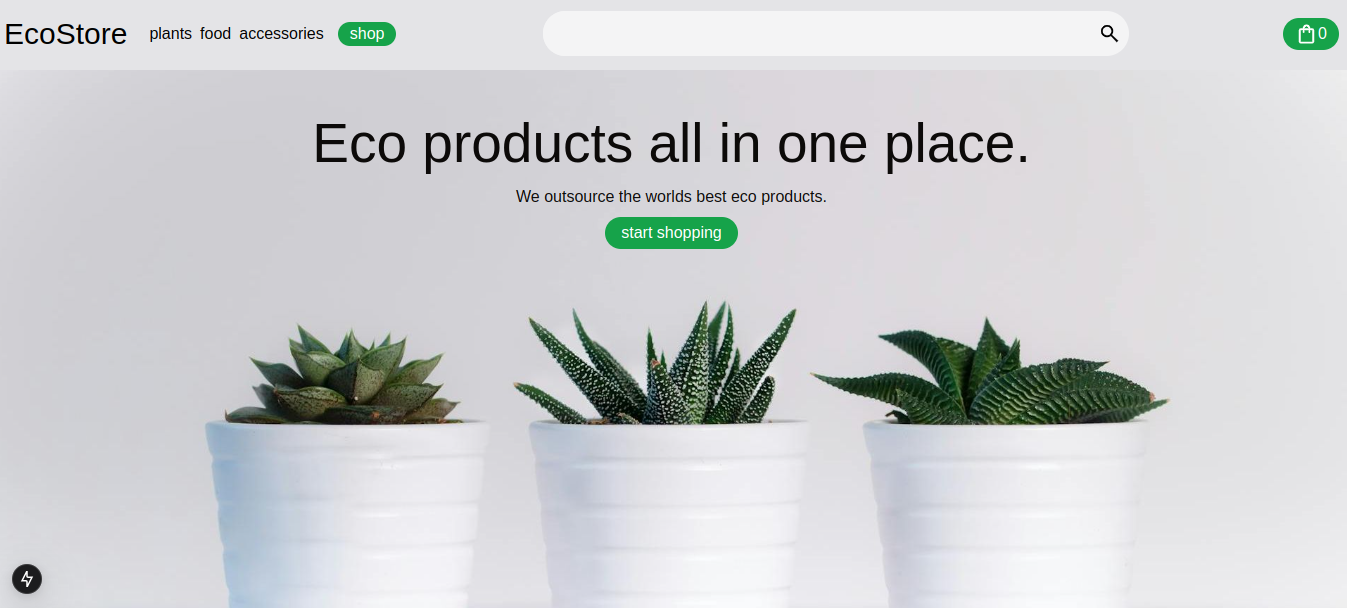 EcoStore plants food accessories shop 0
Eco products all in one place.
We outsource the worlds best eco products.
start shopping